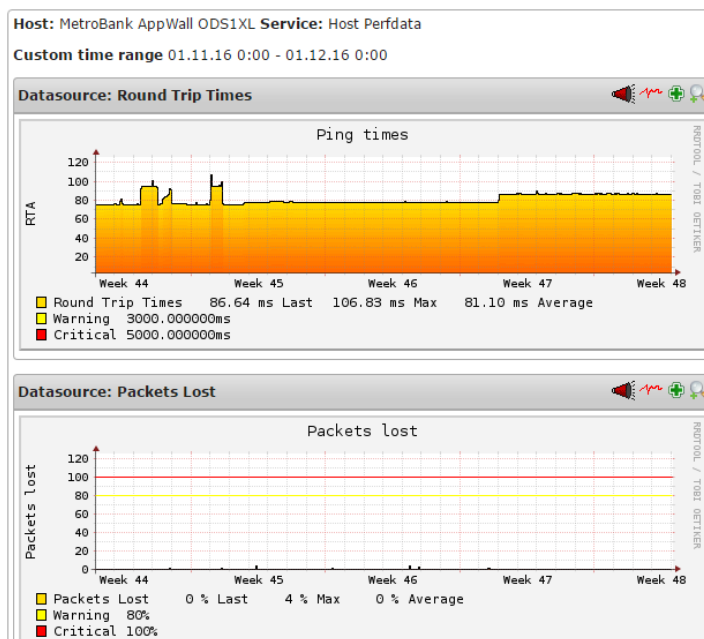 Host: MetroBank AppWall ODS1XL Service: Host Perfdata
Custom time range 01.11.16 0:00 - 01.12.16 0:00
Datasource: Round Trip Times
Ping times
RRDTOOL / TOBI OETIKER
RTA
120
100
80
60
40
20
Week 44 Week 45 Week 46 Week 47 Week 48
Round Trip Times 86.64 ms Last 106.83 ms Max 81.10 ms Average
Warning 3000.000000ms
Critical 5000.000000ms
Datasource: Packets Lost
Packets lost
RRDTOOL / TOBI OETIKER
Packets lost
120
100
80
60
40
20
0
Week 44 Week 45 Week 46 Week 47 Week 48
Packets Lost 0 % Last 4 % Max 0 % Average
Warning 80%
Critical 100%